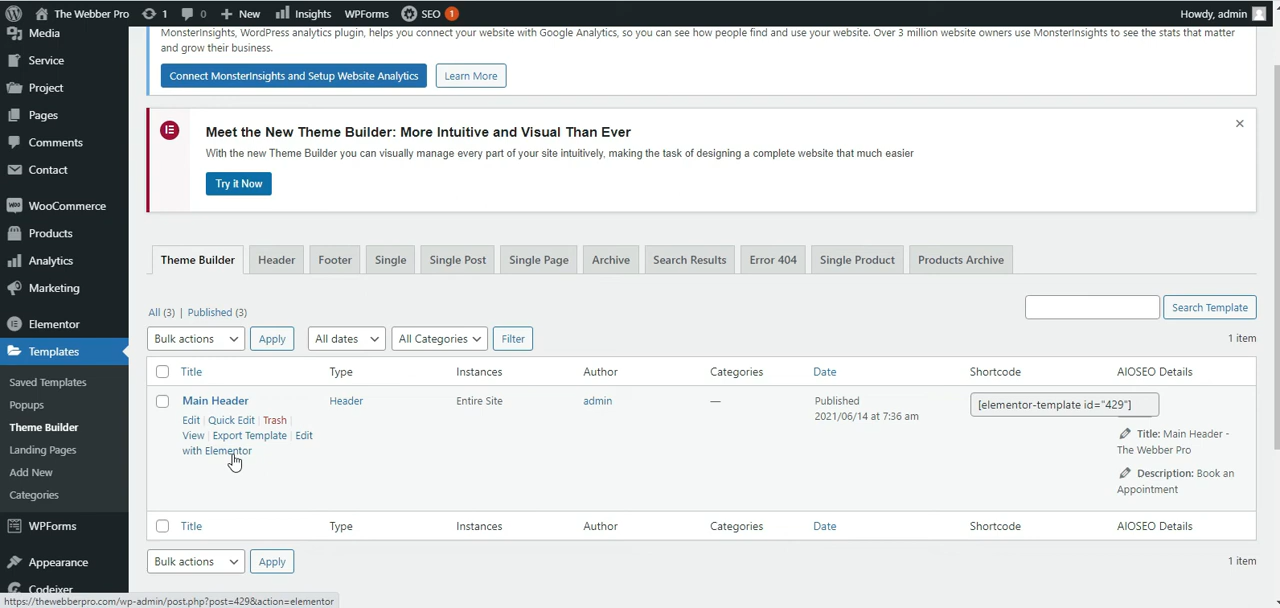 The Webber Pro 1 0 New Insights WPForms SEO 1 Howdy, admin
Media
Service
Project
Pages
Comments
Contact
WooCommerce
Products
Analytics
Marketing
Elementor
Templates
Saved Templates
Popups
Theme Builder
Landing Pages
Add New
Categories
WPForms
Appearance
Codeixer
MonsterInsights, WordPress analytics plugin, helps you connect your website with Google Analytics, so you can see how people find and use your website. Over 3 million website owners use MonsterInsights to see the stats that matter
and grow their business.
Connect MonsterInsights and Setup Website Analytics Learn More
Meet the New Theme Builder: More Intuitive and Visual Than Ever
With the new Theme Builder you can visually manage every part of your site intuitively, making the task of designing a complete website that much easier
Try it Now
Theme Builder Header Footer Single Single Post Single Page Archive Search Results Error 404 Single Product Products Archive
All (3) | Published (3)
Search Template
Bulk actions Apply All dates All Categories Filter 1 item
Title Type Instances Author Categories Date Shortcode AIOSEO Details
Main Header Header Entire Site admin — Published [elementor-template id="429"]
2021/06/14 at 7:36 am
Edit | Quick Edit | Trash |
View | Export Template | Edit
with Elementor
Title: Main Header -
The Webber Pro
Description: Book an
Appointment
Title Type Instances Author Categories Date Shortcode AIOSEO Details
Bulk actions Apply 1 item
https://thewebberpro.com/wp-admin/post.php?post=429&action=elementor